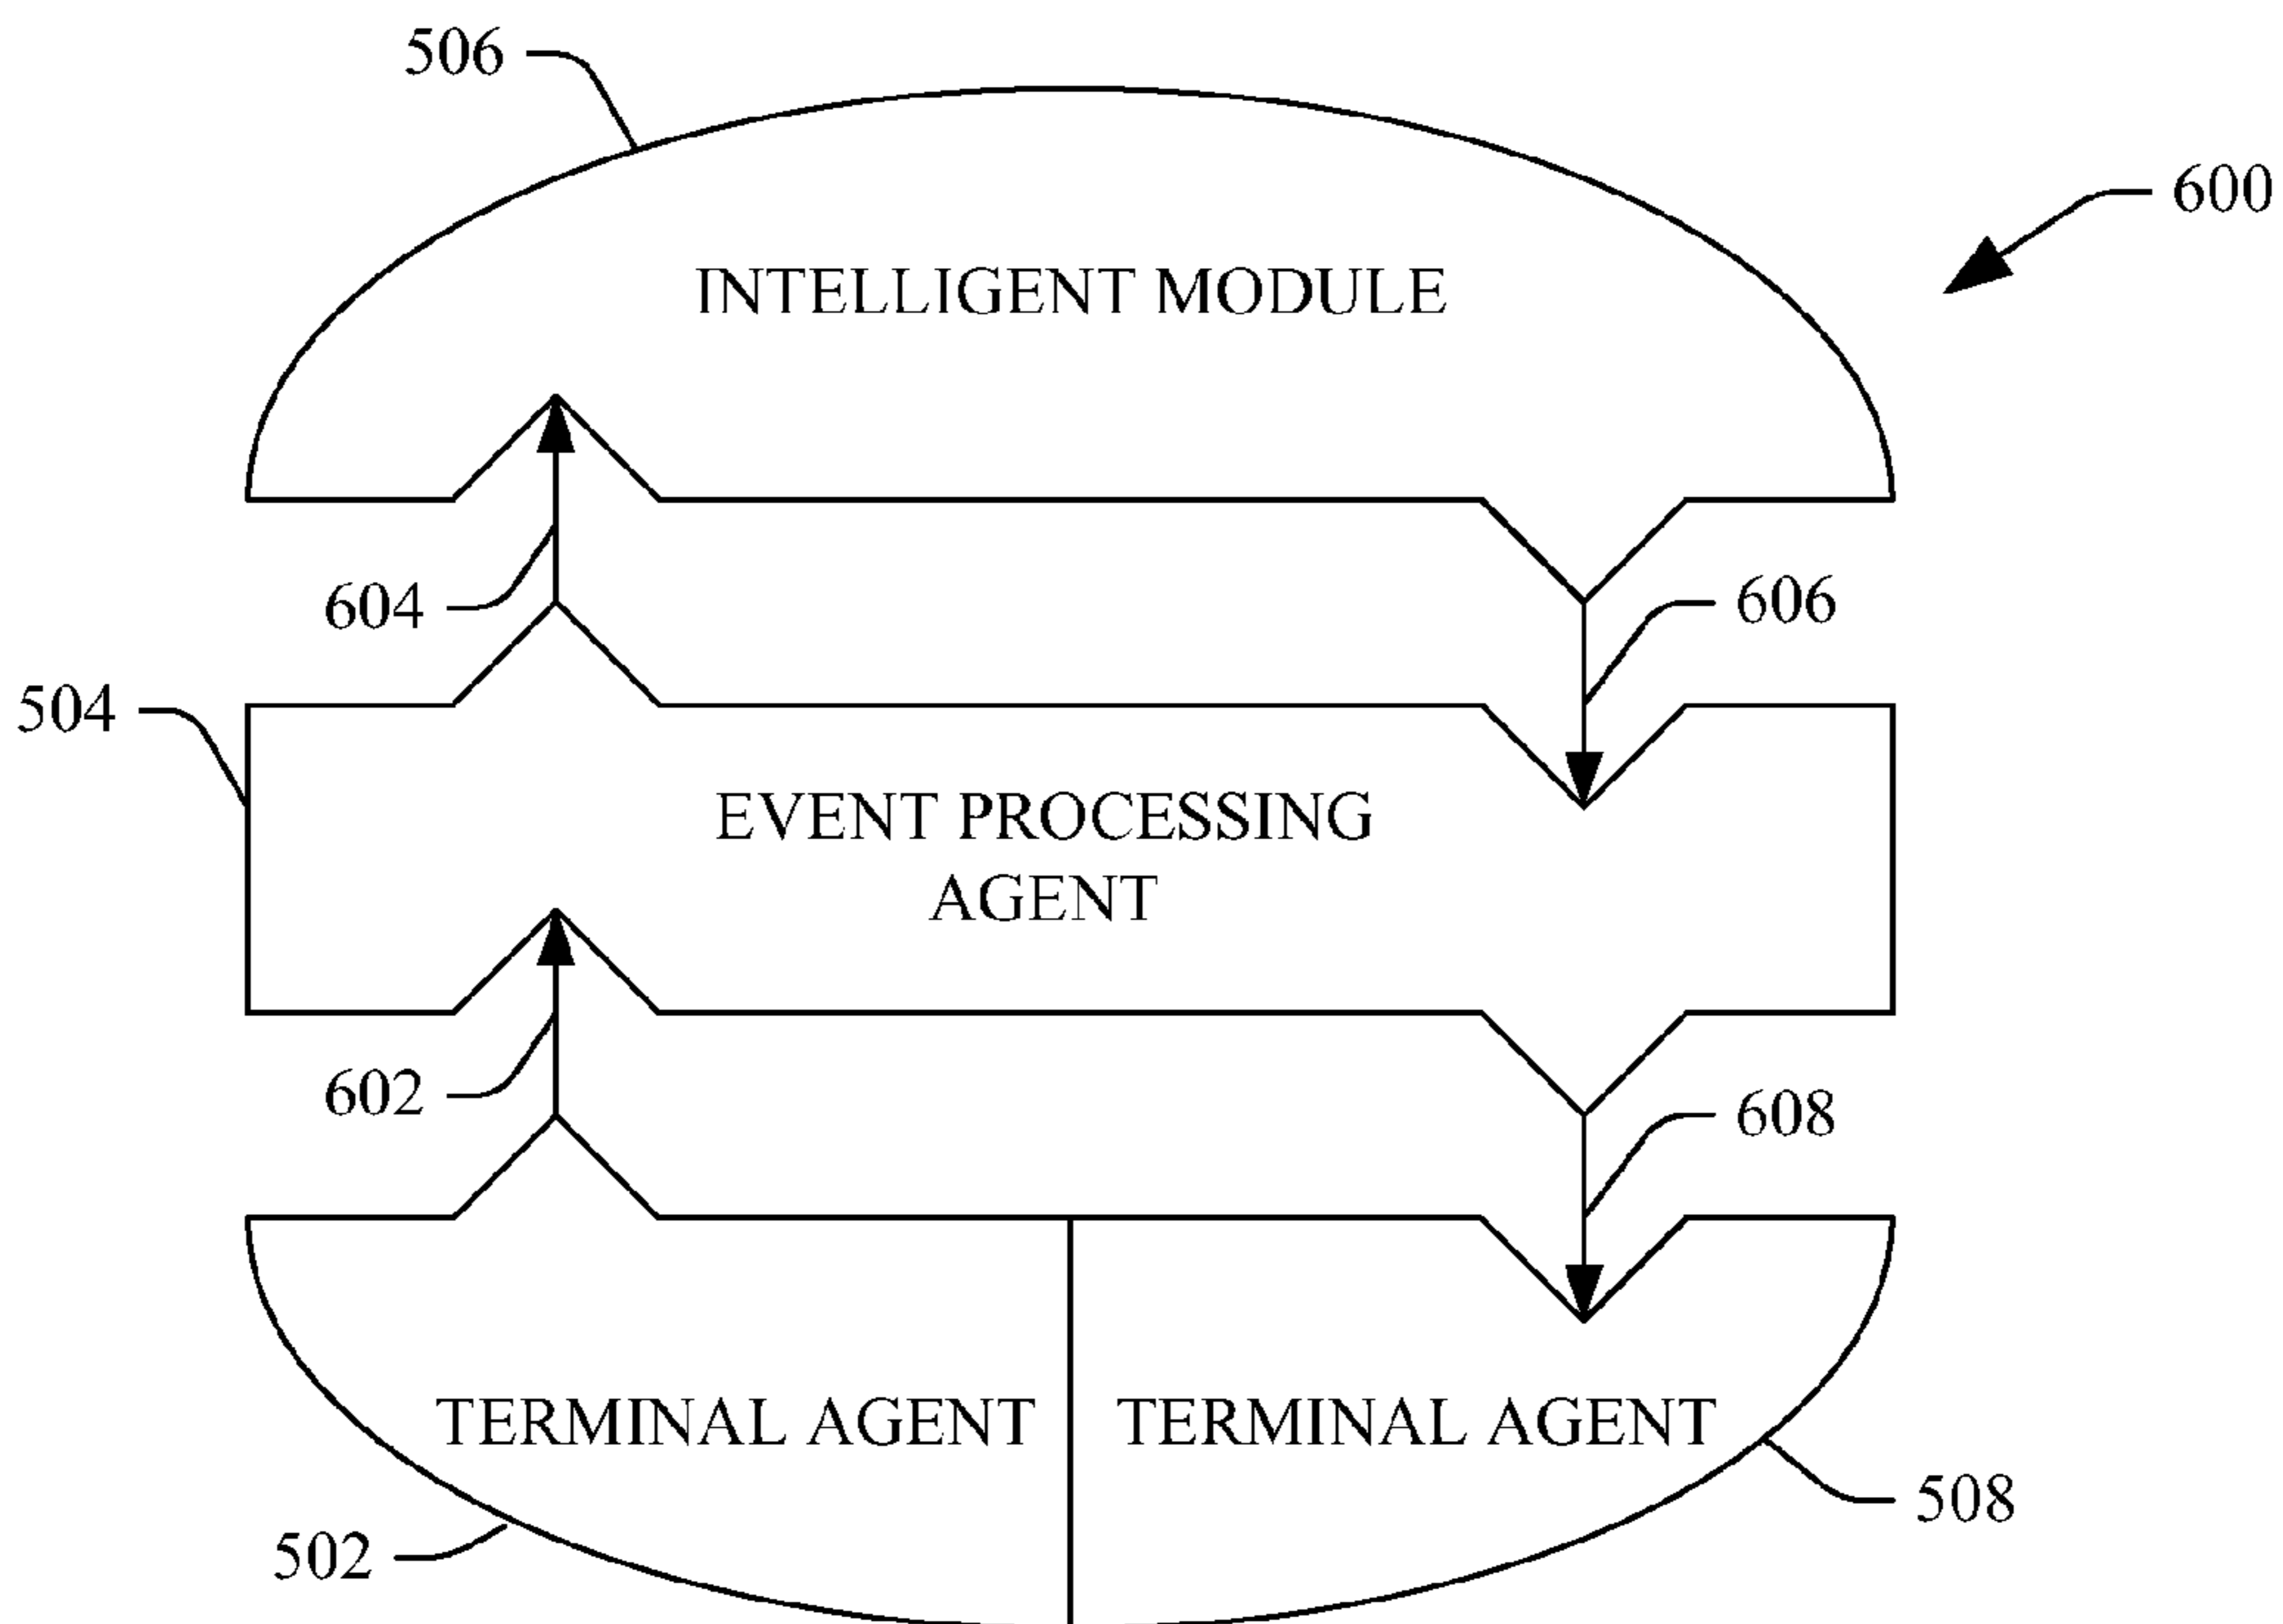 506
600
INTELLIGENT MODULE
604
606
504
EVENT PROCESSING
AGENT
602
608
TERMINAL AGENT
TERMINAL AGENT
508
502